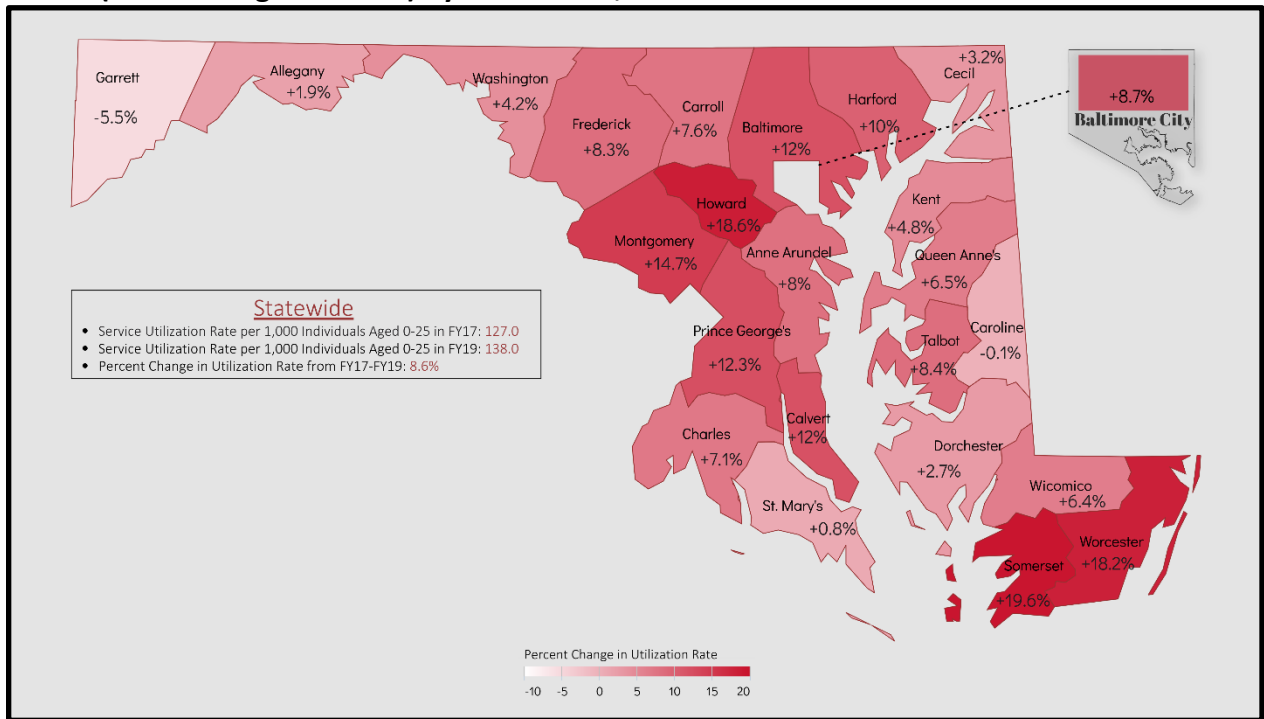 Garrett
-5.5%
Allegany
+1.9%
Washington
+4.2%
Frederick
+8.3%
Carroll
+7.6%
Baltimore
+12%
Harford
+10%
+3.2%
Cecil
+8.7%
Baltimore City
Howard
+18.6%
Montgomery
+14.7%
Anne Arundel
+8%
Kent
+4.8%
Queen Anne's
+6.5%
Caroline
-0.1%
Talbot
+8.4%
Prince George's
+12.3%
Statewide
• Service Utilization Rate per 1,000 Individuals Aged 0-25 in FY17: 127.0
• Service Utilization Rate per 1,000 Individuals Aged 0-25 in FY19: 138.0
• Percent Change in Utilization Rate from FY17-FY19: 8.6%
Calvert
+12%
Charles
+7.1%
Dorchester
+2.7%
St. Mary's
+0.8%
Wicomico
+6.4%
Worcester
+18.2%
Somerset
+19.6%
Percent Change in Utilization Rate
-10 -5 0 5 10 15 20